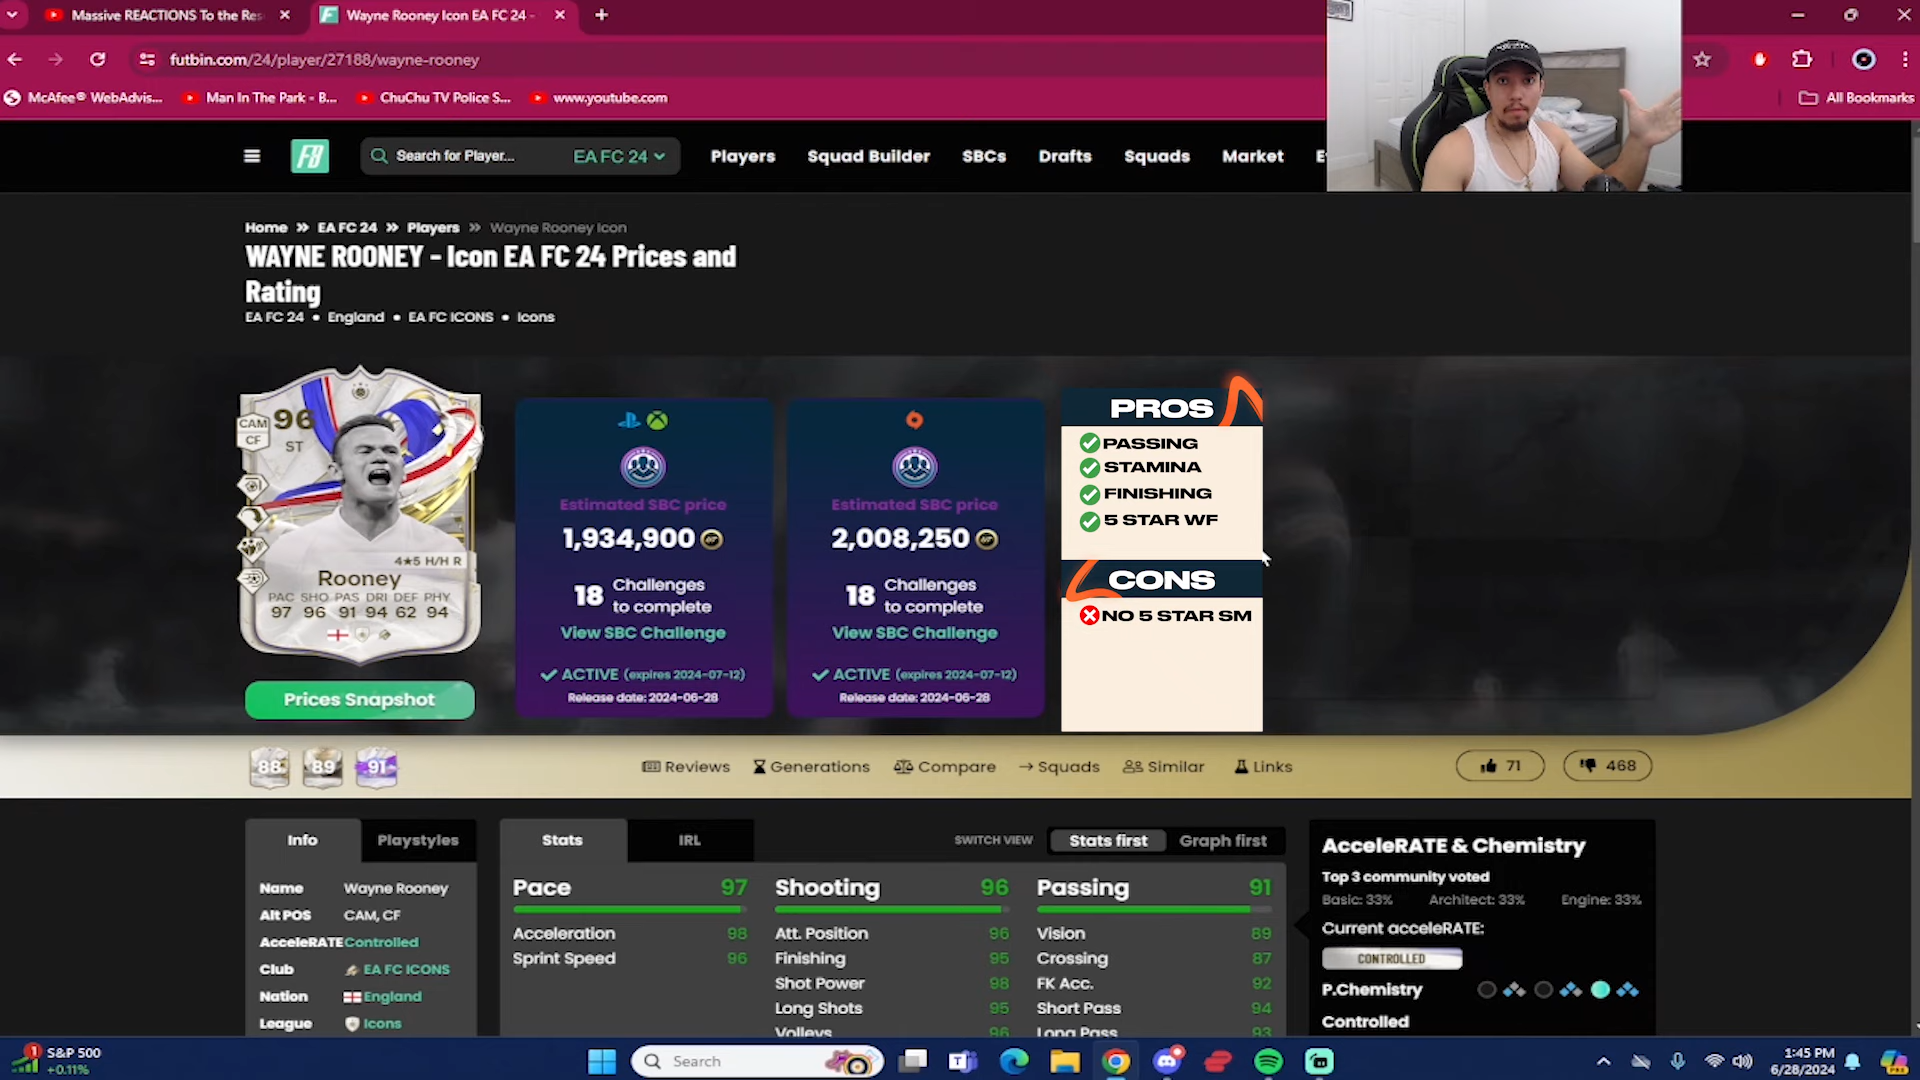 Massive REACTIONS To the Res
Wayne Rooney Icon EA FC 24 -
futbin.com/24/player/27188/wayne-rooney
McAfee® WebAdvis...
Man In The Park - B...
ChuChu TV Police S...
www.youtube.com
All Bookmarks
FB
Search for Player...
EA FC 24
Players
Squad Builder
SBCs
Drafts
Squads
Market
E
Home » EA FC 24 » Players » Wayne Rooney Icon
WAYNE ROONEY - Icon EA FC 24 Prices and
Rating
EA FC 24 • England • EA FC ICONS • Icons
CAM
CF
96
ST
4★5 H/H R
Rooney
PAC SHO PAS DRI DEF PHY
97 96 91 94 62 94
Prices Snapshot
Estimated SBC price
1,934,900
18 Challenges
to complete
View SBC Challenge
ACTIVE (expires 2024-07-12)
Release date: 2024-06-28
Estimated SBC price
2,008,250
18 Challenges
to complete
View SBC Challenge
ACTIVE (expires 2024-07-12)
Release date: 2024-06-28
PROS
PASSING
STAMINA
FINISHING
5 STAR WF
CONS
NO 5 STAR SM
88
89
91
Reviews
Generations
Compare
Squads
Similar
Links
71
468
Info
Playstyles
Name Wayne Rooney
Alt POS CAM, CF
AcceleRATE Controlled
Club EA FC ICONS
Nation England
League Icons
Stats
IRL
SWITCH VIEW
Stats first
Graph first
Pace 97
Acceleration 98
Sprint Speed 96
Shooting 96
Att. Position 96
Finishing 95
Shot Power 98
Long Shots 95
Volleys 96
Passing 91
Vision 89
Crossing 87
FK Acc. 92
Short Pass 94
Long Pass 93
AcceleRATE & Chemistry
Top 3 community voted
Basic: 33% Architect: 33% Engine: 33%
Current acceleRATE:
CONTROLLED
P.Chemistry
Controlled
1
S&P 500
+0.11%
Search
1:45 PM
6/28/2024